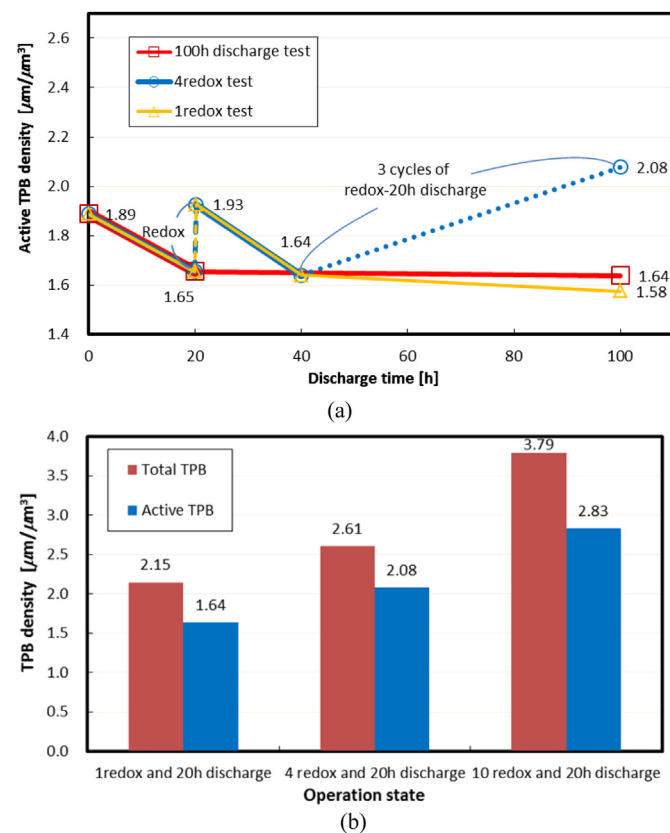 2.6
2.4
2.2
2.0
1.8
1.6
1.4
Active TPB density [μm/μm³]
100h discharge test
4redox test
1redox test
1.89
Redox
1.65
1.93
1.64
3 cycles of
redox-20h discharge
2.08
1.64
1.58
0
20
40
60
80
100
Discharge time [h]
(a)
4.0
3.5
3.0
2.5
2.0
1.5
1.0
0.5
0.0
TPB density [μm/μm³]
Total TPB
Active TPB
2.15
1.64
2.61
2.08
3.79
2.83
1redox and 20h discharge
4 redox and 20h discharge
10 redox and 20h discharge
Operation state
(b)